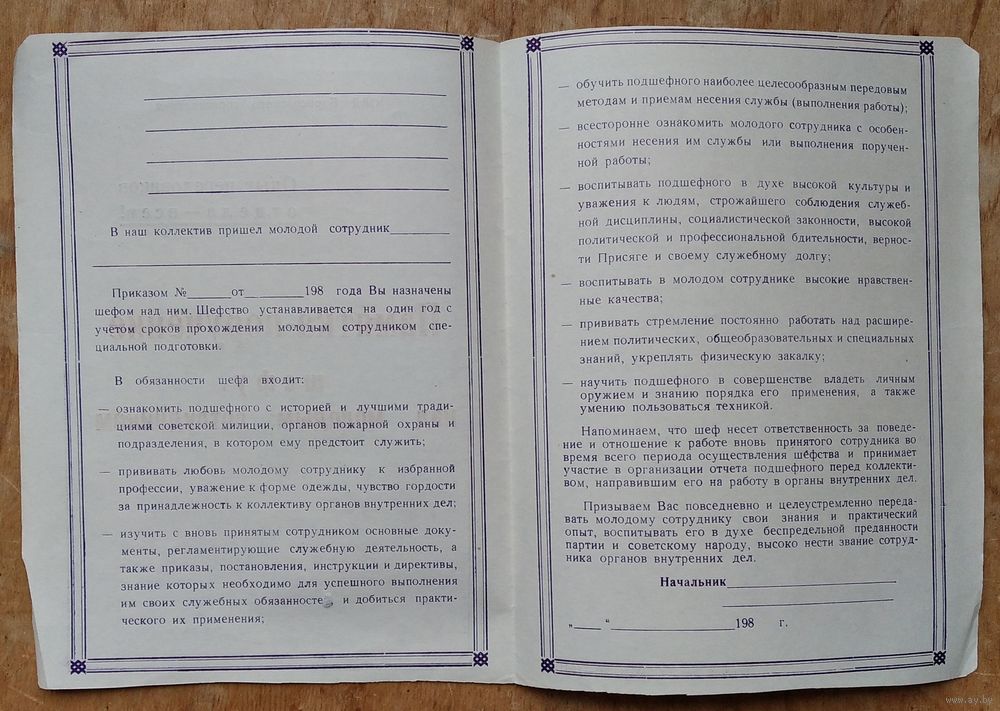 В наш коллектив пришел молодой сотрудник________
________________
Приказом №______от________198 года Вы назначены
шефом над ним. Шефство устанавливается на один год с
учетом сроков прохождения молодым сотрудником спе-
циальной подготовки.
В обязанности шефа входит:
— ознакомить подшефного с историей и лучшими тради-
циями советской милиции, органов пожарной охраны и
подразделения, в котором ему предстоит служить;
— прививать любовь молодому сотруднику к избранной
профессии, уважение к форме одежды, чувство гордости
за принадлежность к коллективу органов внутренних дел;
— изучить с вновь принятым сотрудником основные доку-
менты, регламентирующие служебную деятельность, а
также приказы, постановления, инструкции и директивы,
знание которых необходимо для успешного выполнения
им своих служебных обязанносте , и добиться практи-
ческого их применения;
— обучить подшефного наиболее целесообразным передовым
методам и приемам несения службы (выполнения работы);
— всесторонне ознакомить молодого сотрудника с особен-
ностями несения им службы или выполнения поручен-
ной работы;
— воспитывать подшефного в духе высокой культуры и
уважения к людям, строжайшего соблюдения служеб-
ной дисциплины, социалистической законности, высокой
политической и профессиональной бдительности, вернос-
ти Присяге и своему служебному долгу;
— воспитывать в молодом сотруднике высокие нравствен-
ные качества;
— прививать стремление постоянно работать над расшире-
нием политических, общеобразовательных и специальных
знаний, укреплять физическую закалку;
— научить подшефного в совершенстве владеть личным
оружием и знанию порядка его применения, а также
умению пользоваться техникой.
Напоминаем, что шеф несет ответственность за поведе-
ние и отношение к работе вновь принятого сотрудника во
время всего периода осуществления шефства и принимает
участие в организации отчета подшефного перед коллекти-
вом, направившим его на работу в органы внутренних дел.
Призываем Вас повседневно и целеустремленно переда-
вать молодому сотруднику свои знания и практический
опыт, воспитывать его в духе беспредельной преданности
партии и советскому народу, высоко нести звание сотруд-
ника органов внутренних дел.
Начальник ________________
„____“________________198 г.
www.ay.by